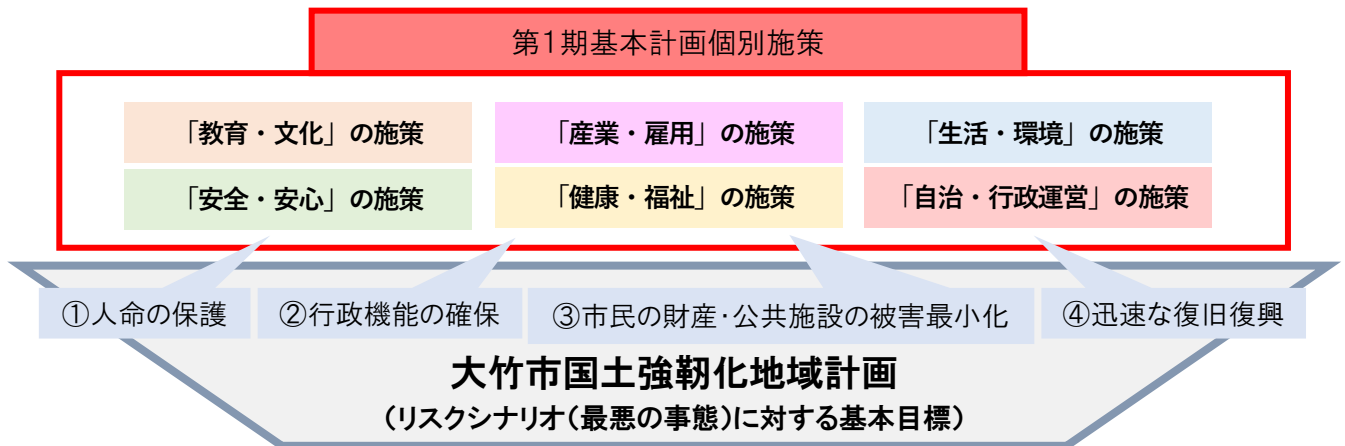 第1期基本計画個別施策
「教育・文化」の施策
「産業・雇用」の施策
「生活・環境」の施策
「安全・安心」の施策
「健康・福祉」の施策
「自治・行政運営」の施策
①人命の保護
②行政機能の確保
③市民の財産・公共施設の被害最小化
④迅速な復旧復興
大竹市国土強靭化地域計画
（リスクシナリオ（最悪の事態）に対する基本目標）